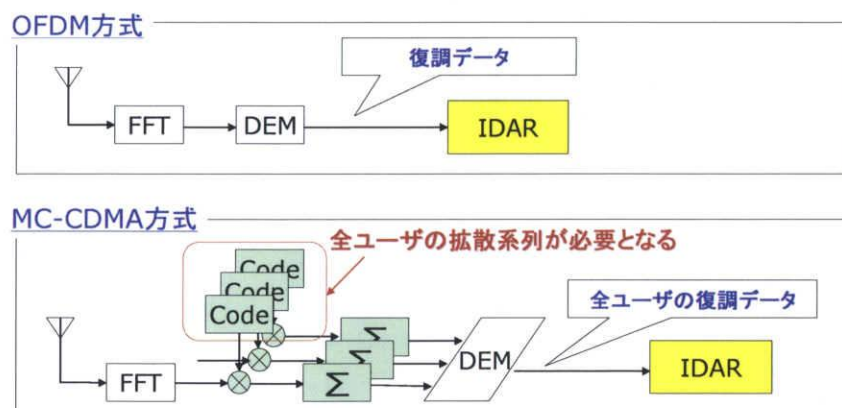 OFDM方式
復調データ
FFT
DEM
IDAR
MC-CDMA方式
全ユーザの拡散系列が必要となる
Code
Code
Code
全ユーザの復調データ
Σ
Σ
Σ
FFT
DEM
IDAR